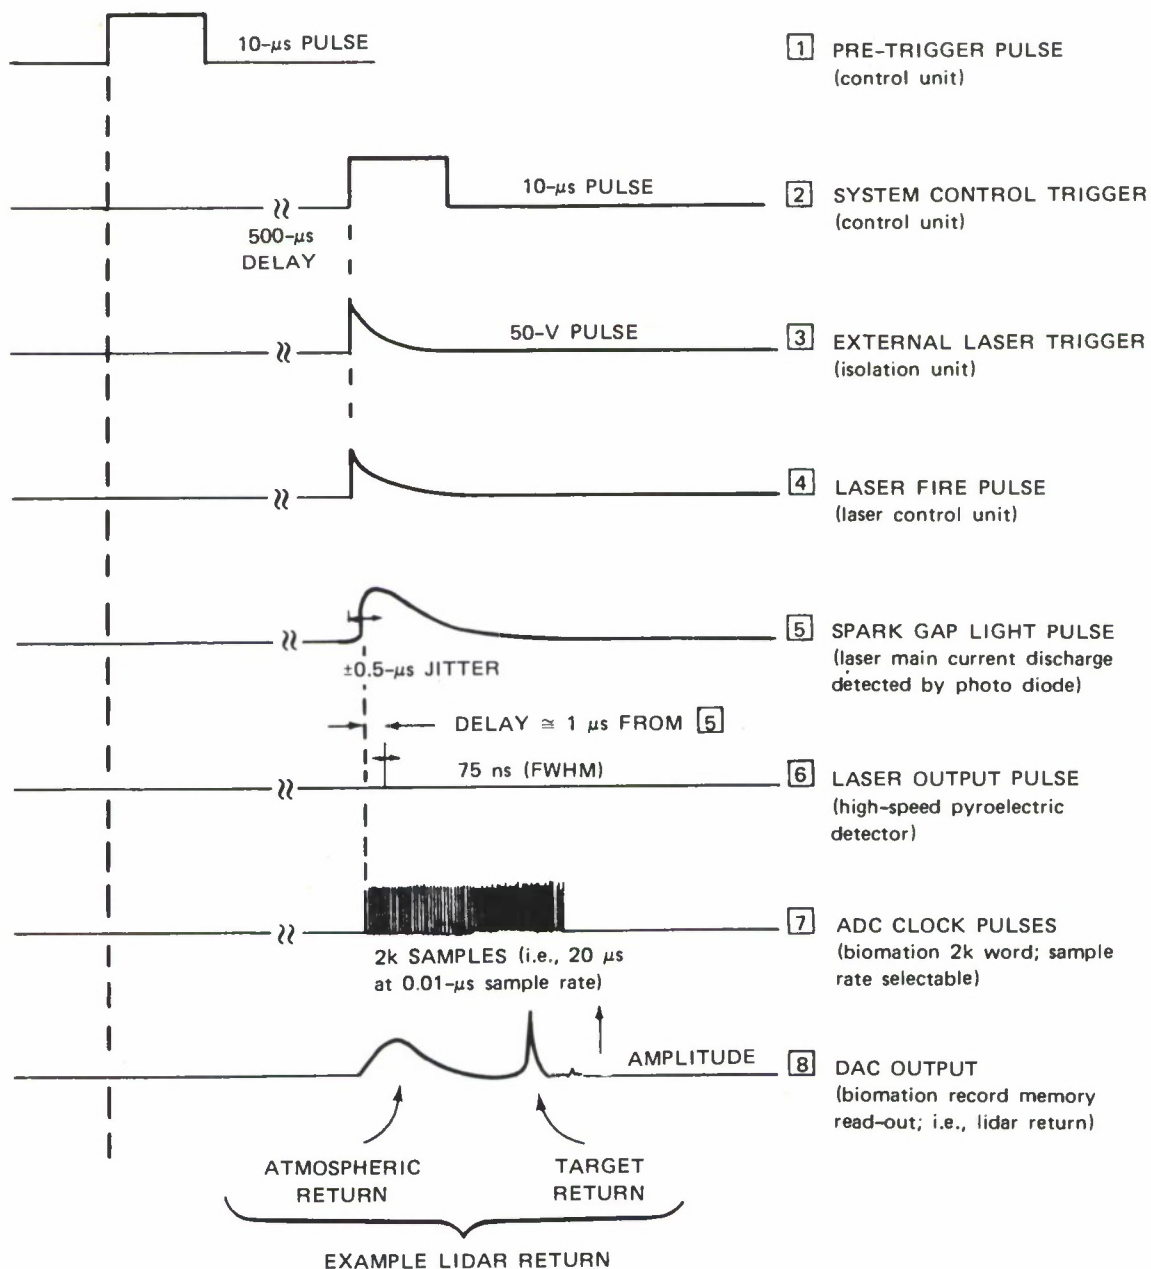 10-μs PULSE
1 PRE-TRIGGER PULSE
(control unit)
10-μs PULSE
2 SYSTEM CONTROL TRIGGER
(control unit)
500-μs
DELAY
50-V PULSE
3 EXTERNAL LASER TRIGGER
(isolation unit)
4 LASER FIRE PULSE
(laser control unit)
5 SPARK GAP LIGHT PULSE
(laser main current discharge
detected by photo diode)
±0.5-μs JITTER
DELAY ≅ 1 μs FROM 5
75 ns (FWHM)
6 LASER OUTPUT PULSE
(high-speed pyroelectric
detector)
7 ADC CLOCK PULSES
(biomation 2k word; sample
rate selectable)
2k SAMPLES (i.e., 20 μs
at 0.01-μs sample rate)
AMPLITUDE
8 DAC OUTPUT
(biomation record memory
read-out; i.e., lidar return)
ATMOSPHERIC
RETURN
TARGET
RETURN
EXAMPLE LIDAR RETURN